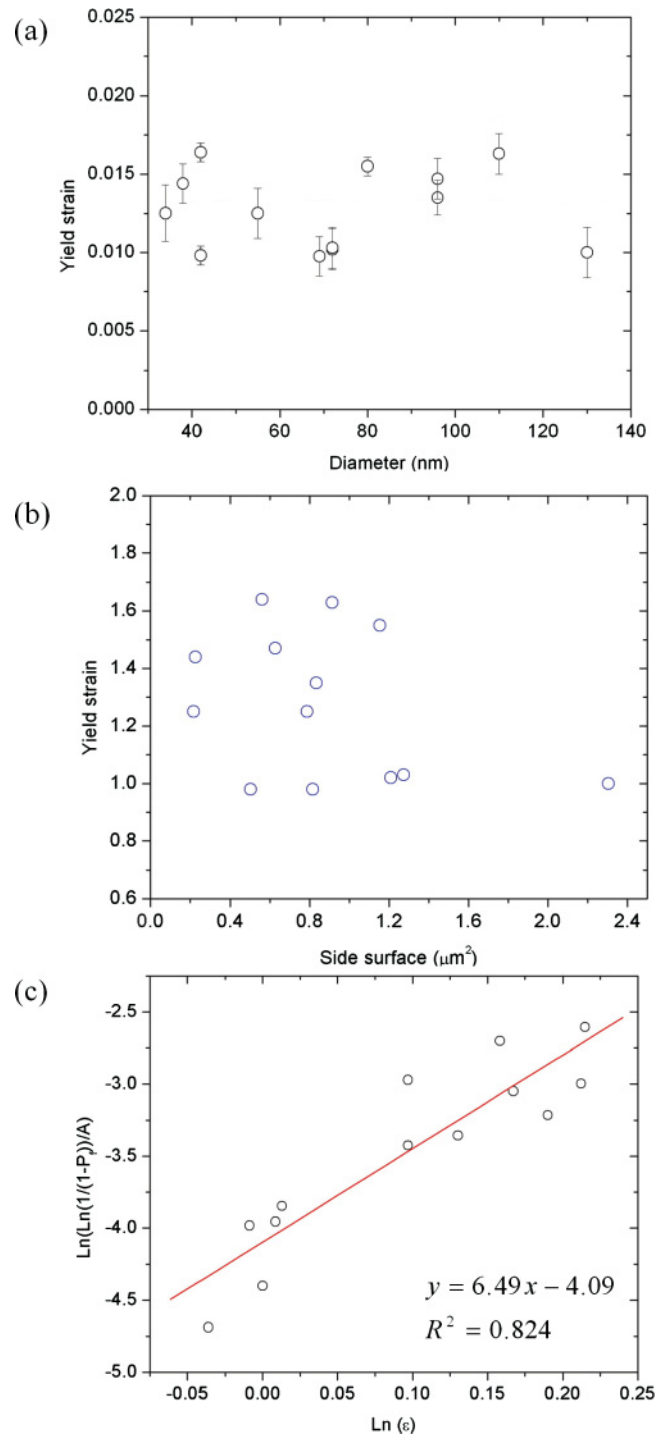 (a)
0.025
0.020
0.015
0.010
0.005
0.000
Yield strain
40 60 80 100 120 140
Diameter (nm)
(b)
2.0
1.8
1.6
1.4
1.2
1.0
0.8
0.6
Yield strain
0.0 0.4 0.8 1.2 1.6 2.0 2.4
Side surface (μm²)
(c)
-2.5
-3.0
-3.5
-4.0
-4.5
-5.0
Ln(Ln(1/(1-Pf))/A)
y = 6.49x − 4.09
R² = 0.824
-0.05 0.00 0.05 0.10 0.15 0.20 0.25
Ln (ε)